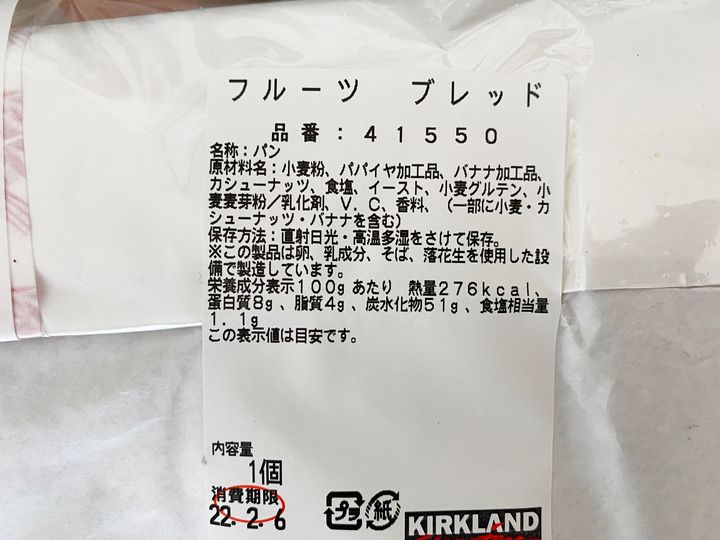 フルーツ　ブレッド
品番：41550
名称：パン
原材料名：小麦粉、パパイヤ加工品、バナナ加工品、
カシューナッツ、食塩、イースト、小麦グルテン、小
麦麦芽粉／乳化剤、V．C、香料、（一部に小麦・カ
シューナッツ・バナナを含む）
保存方法：直射日光・高温多湿をさけて保存。
※この製品は卵、乳成分、そば、落花生を使用した設
備で製造しています。
栄養成分表示100gあたり　熱量276kcal、
蛋白質8g、脂質4g、炭水化物51g、食塩相当量
1．1g
この表示値は目安です。
内容量
1個
消費期限
22.2.6
プラ 紙
KIRKLAND